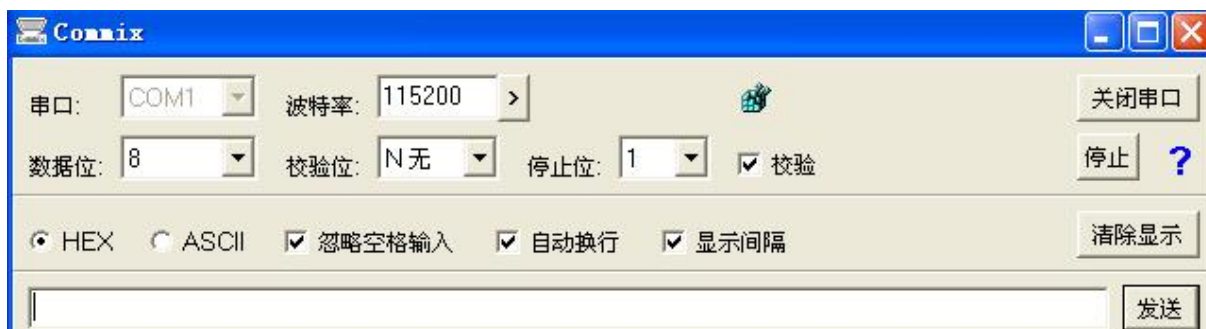 Commix
串口: COM1 波特率: 115200 > 关闭串口
数据位: 8 校验位: N 无 停止位: 1 校验 停止 ?
HEX ASCII 忽略空格输入 自动换行 显示间隔 清除显示
发送